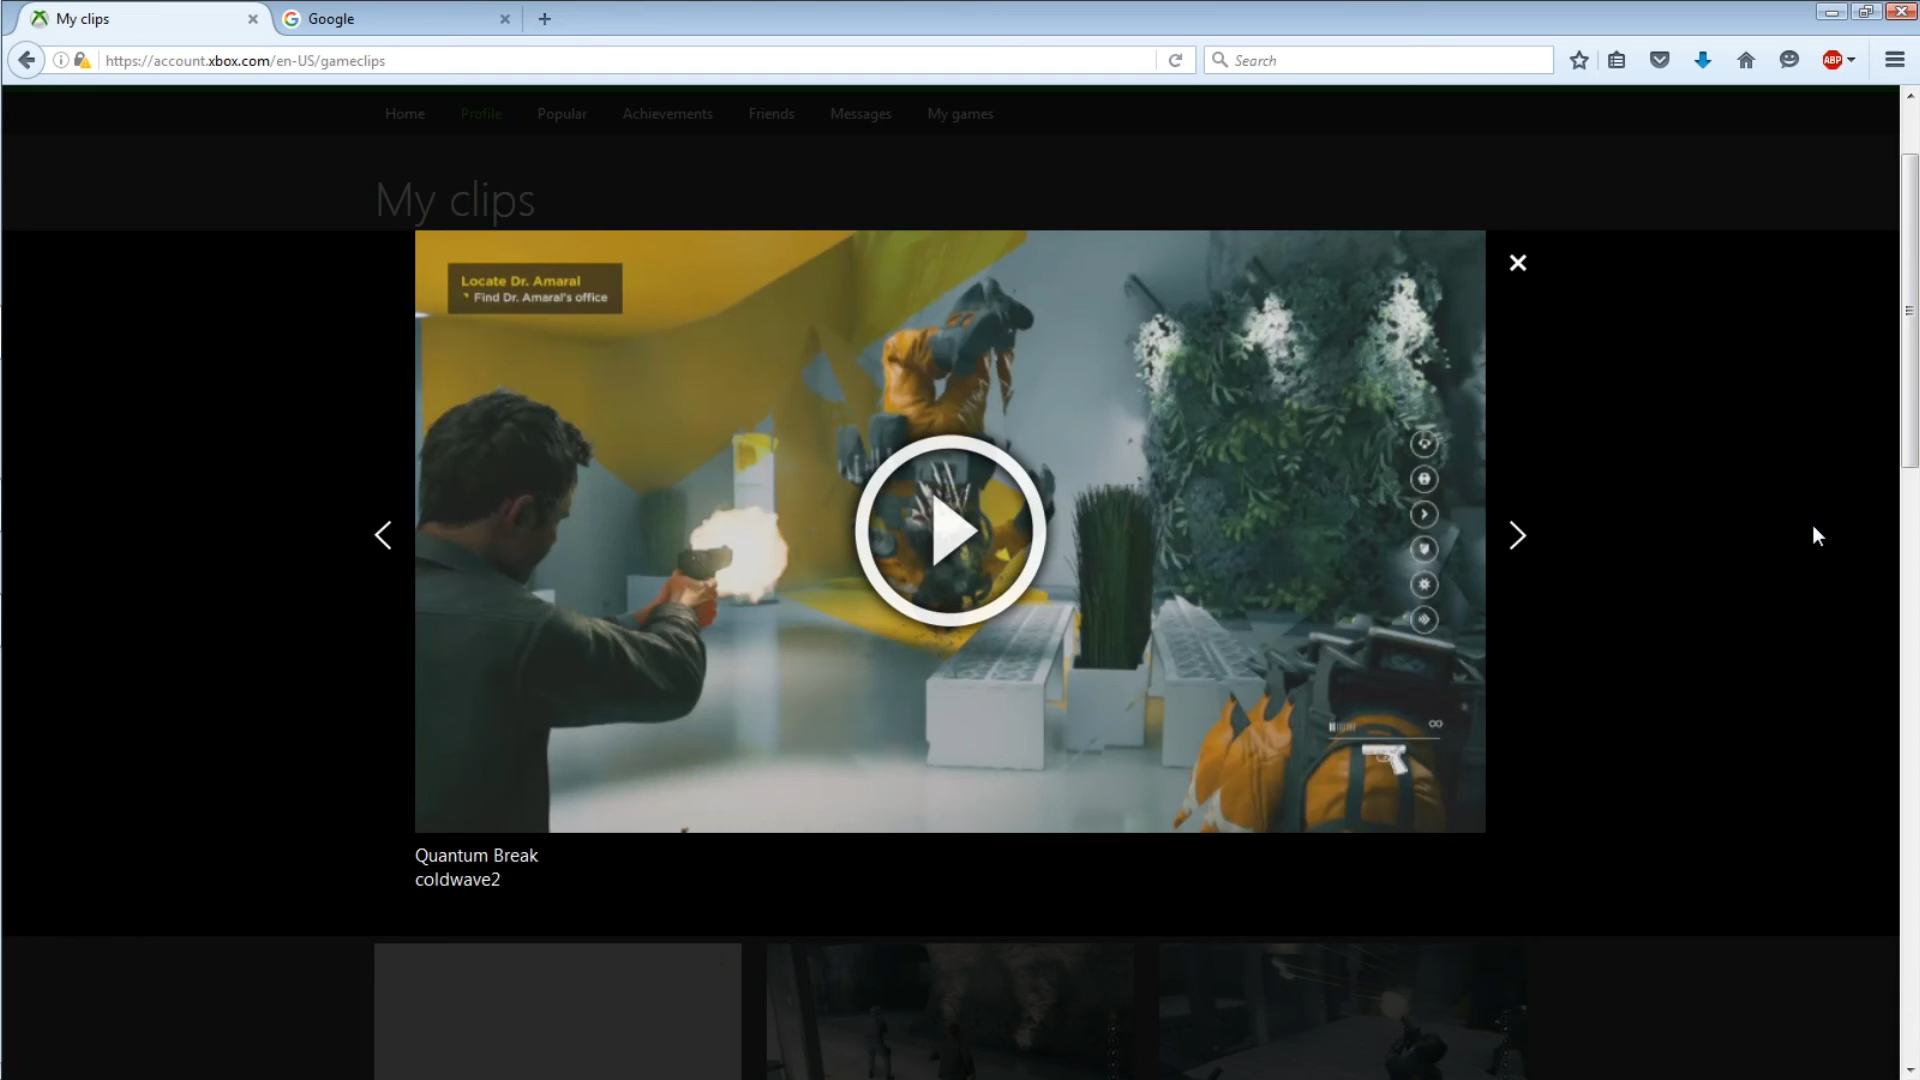 My clips
Google
https://account.xbox.com/en-US/gameclips
Search
ABP
Home Profile Popular Achievements Friends Messages My games
My clips
Locate Dr. Amaral
Find Dr. Amaral's office
Quantum Break
coldwave2